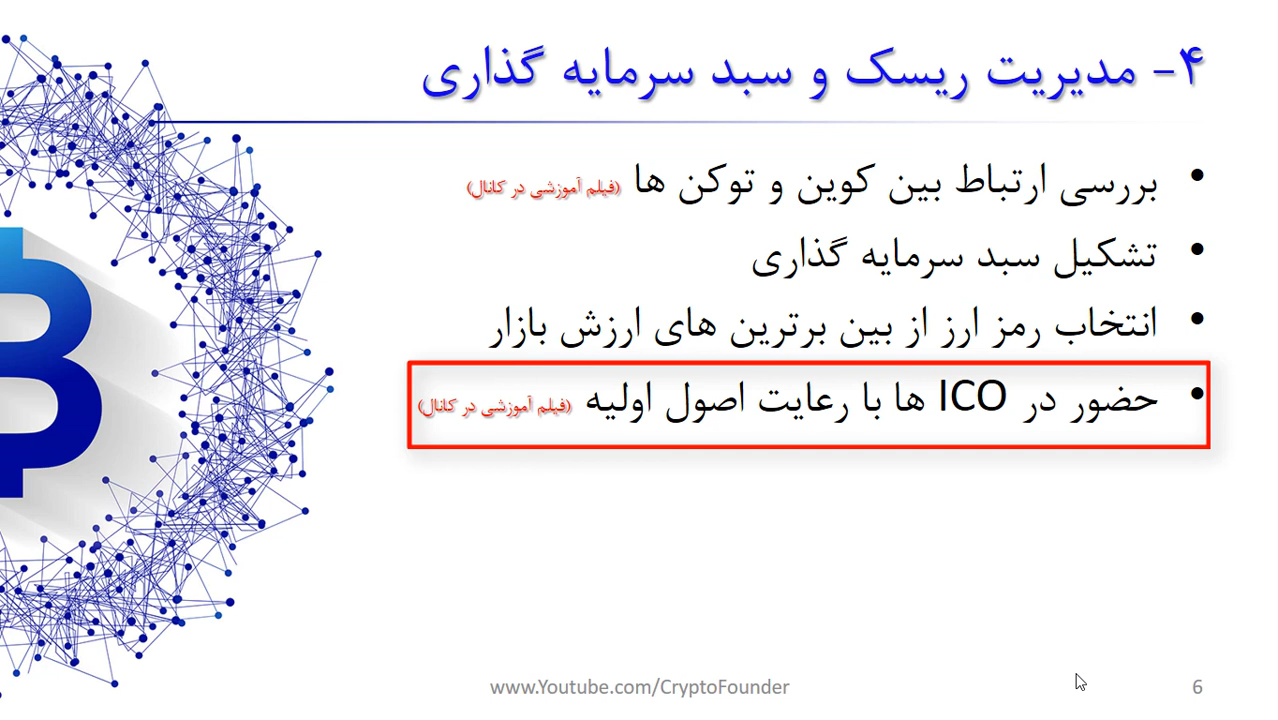 ۴- مدیریت ریسک و سبد سرمایه گذاری
• بررسی ارتباط بین کوین و توکن ها (فیلم آموزشی در کانال)
• تشکیل سبد سرمایه گذاری
• انتخاب رمز ارز از بین برترین های ارزش بازار
• حضور در ICO ها با رعایت اصول اولیه (فیلم آموزشی در کانال)
www.Youtube.com/CryptoFounder
6